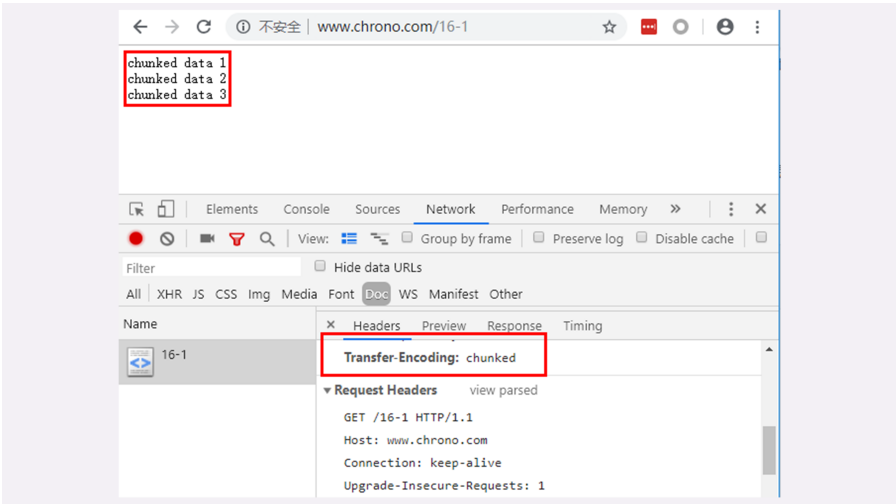 不安全 www.chrono.com/16-1
chunked data 1
chunked data 2
chunked data 3
Elements Console Sources Network Performance Memory
View: Group by frame Preserve log Disable cache
Filter Hide data URLs
All XHR JS CSS Img Media Font Doc WS Manifest Other
Name Headers Preview Response Timing
16-1
Transfer-Encoding: chunked
Request Headers view parsed
GET /16-1 HTTP/1.1
Host: www.chrono.com
Connection: keep-alive
Upgrade-Insecure-Requests: 1